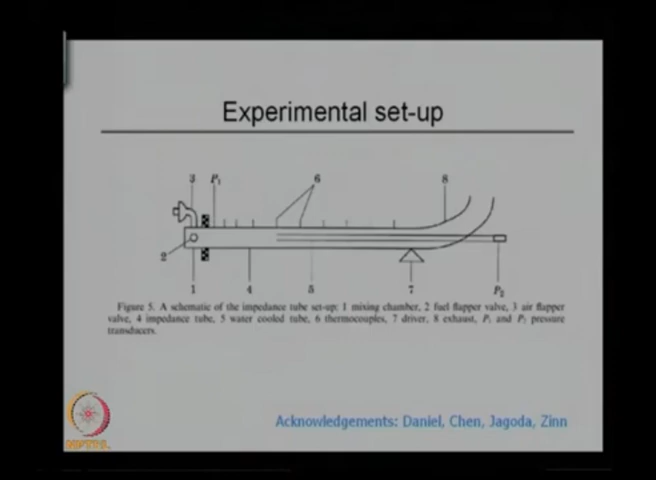 Experimental set-up
3 P₁ 6 8
2
1 4 5 7 P₂
Figure 5. A schematic of the impedance tube set-up: 1 mixing chamber, 2 fuel flapper valve, 3 air flapper
valve, 4 impedance tube, 5 water cooled tube, 6 thermocouples, 7 driver, 8 exhaust, P₁ and P₂ pressure
transducers.
Acknowledgements: Daniel, Chen, Jagoda, Zinn
NPTEL